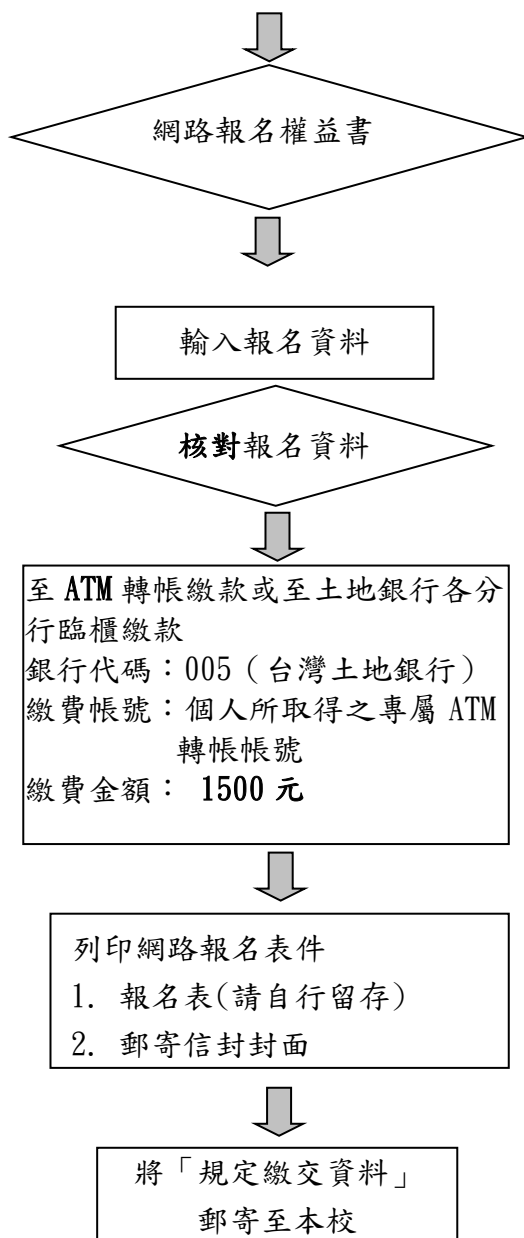 網路報名權益書
輸入報名資料
核對報名資料
至 ATM 轉帳繳款或至土地銀行各分
行臨櫃繳款
銀行代碼：005（台灣土地銀行）
繳費帳號：個人所取得之專屬 ATM
轉帳帳號
繳費金額： 1500 元
列印網路報名表件
1. 報名表(請自行留存)
2. 郵寄信封封面
將「規定繳交資料」
郵寄至本校